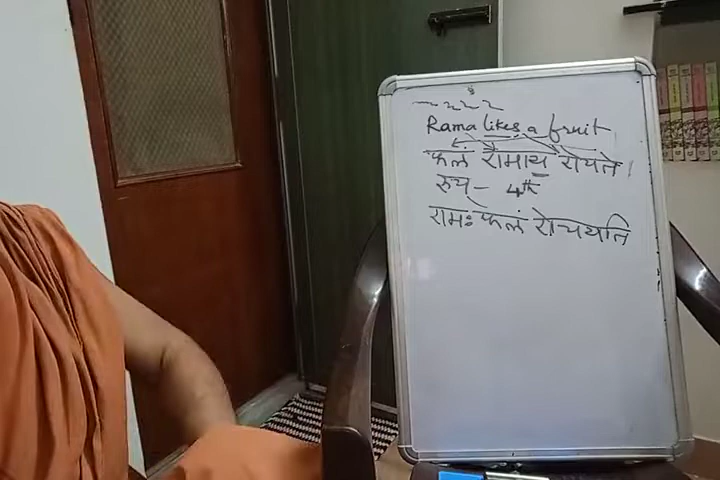 Rama likes a fruit
फलं रामाय रोचते
रुच् - 4th
रामः फलं रोचयति